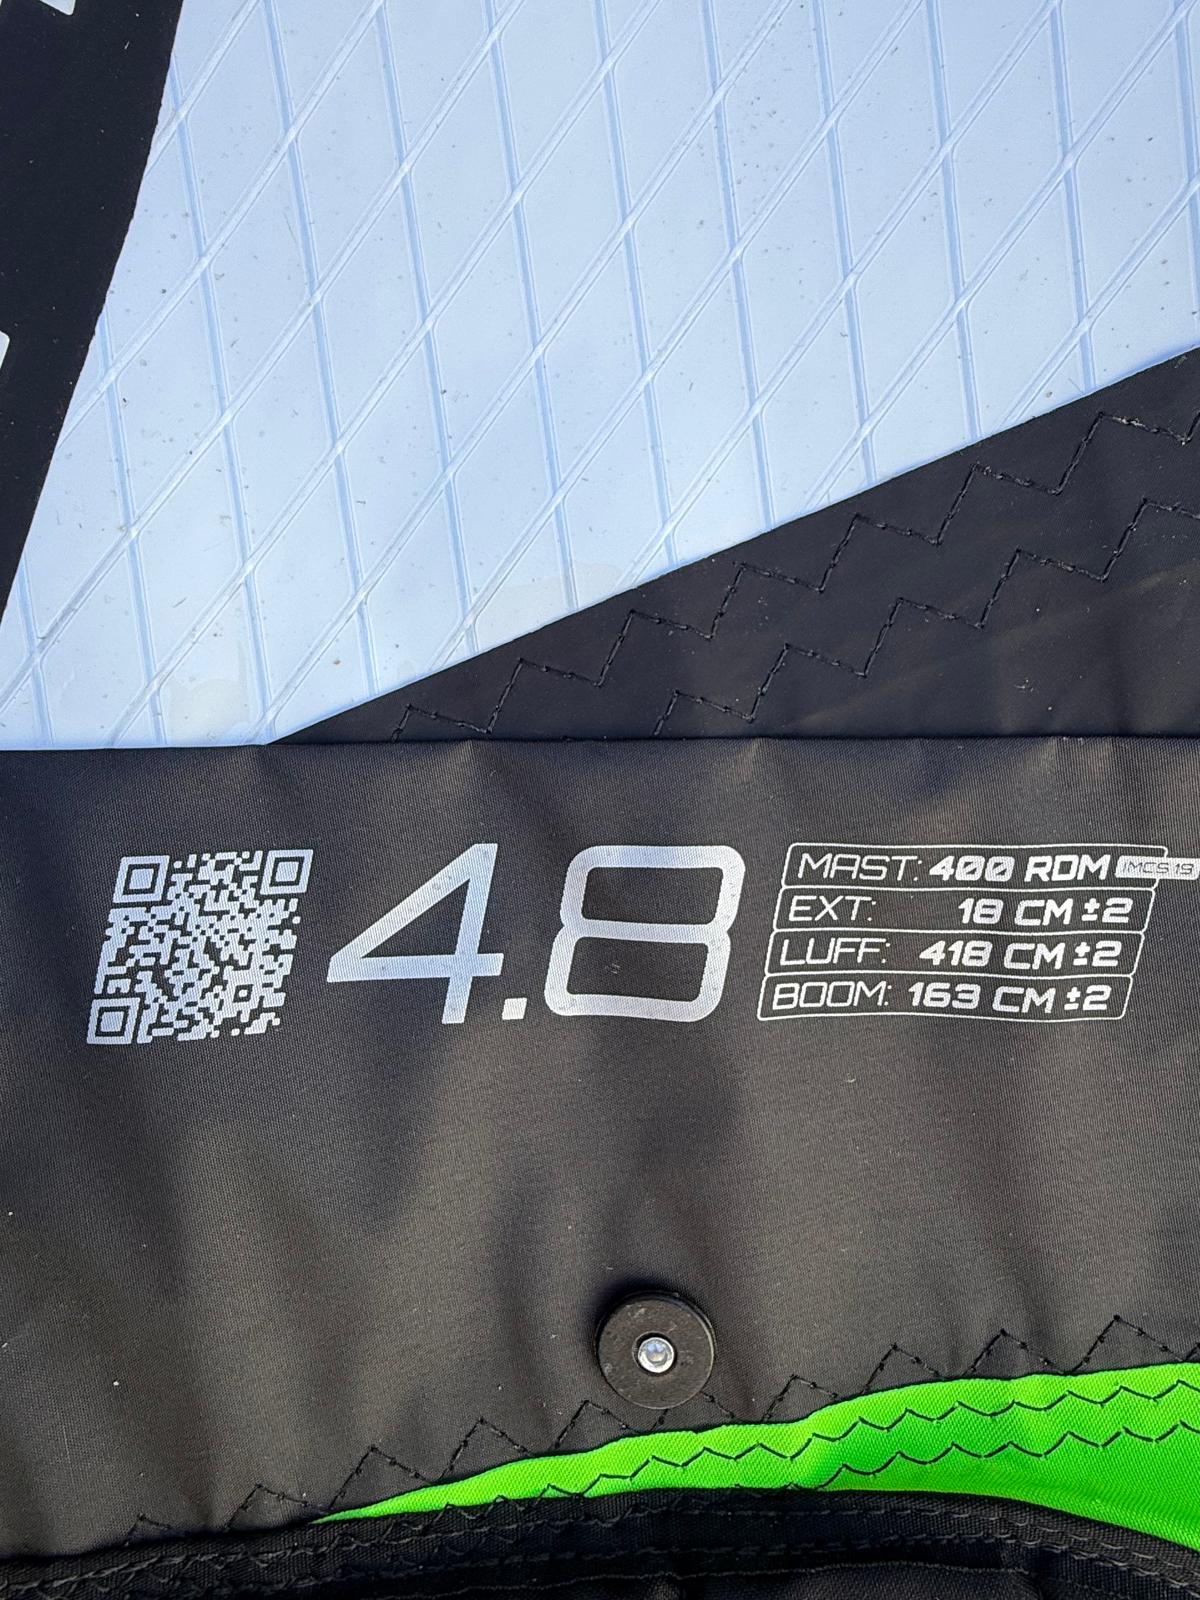 4.8
MAST: 400 RDM IMCS 19
EXT: 18 CM ±2
LUFF: 418 CM ±2
BOOM: 163 CM ±2